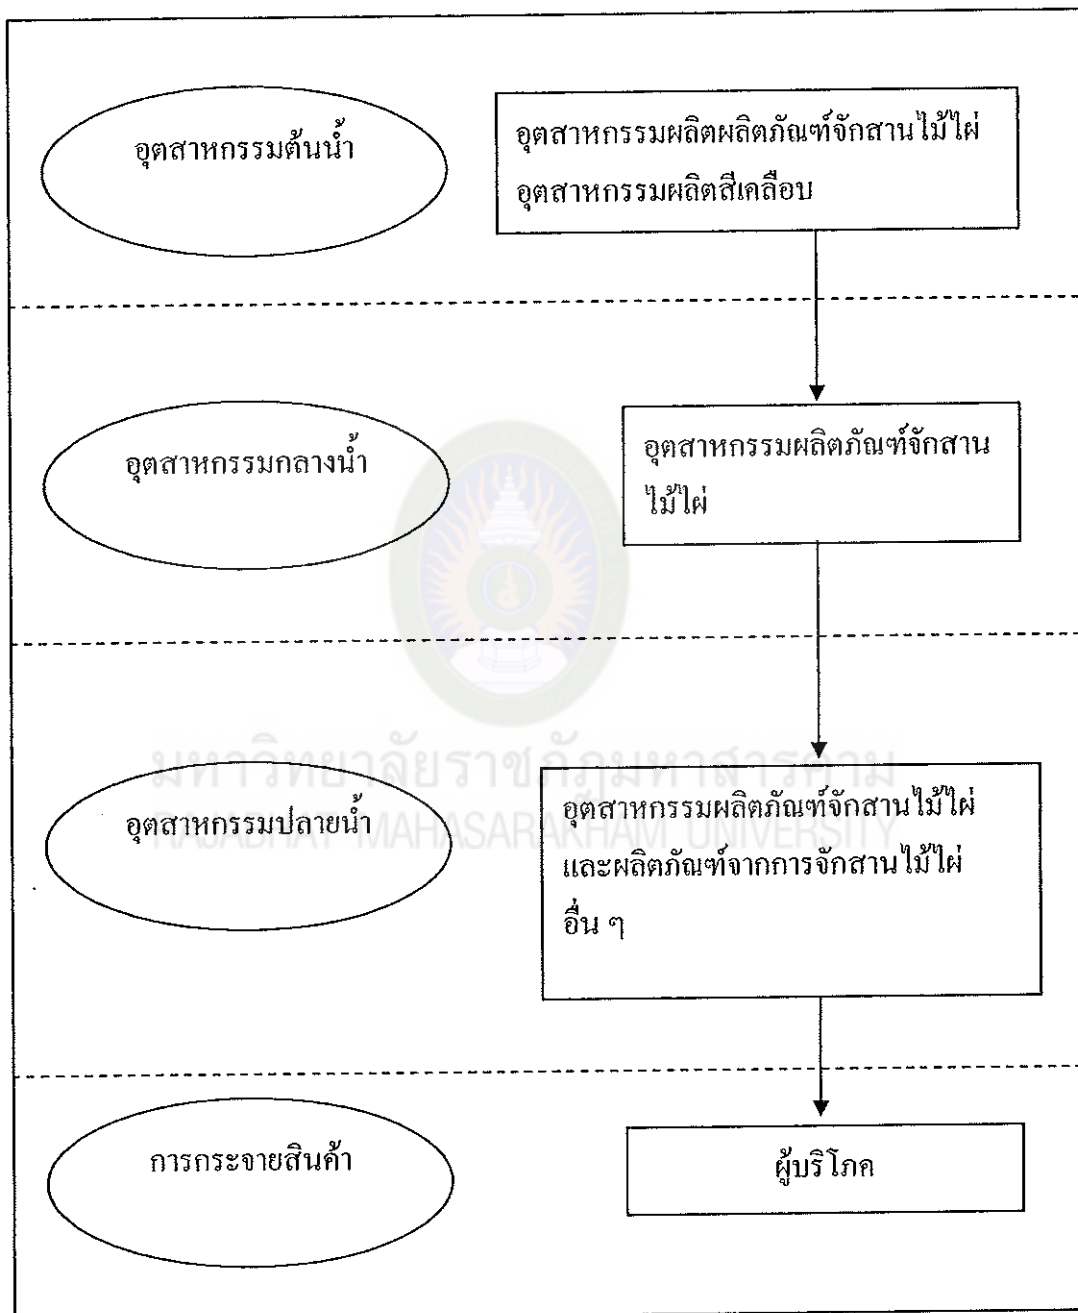 อุตสาหกรรมต้นน้ำ
อุตสาหกรรมผลิตผลิตภัณฑ์จักสานไม้ไผ่
อุตสาหกรรมผลิตสีเคลือบ
อุตสาหกรรมกลางน้ำ
อุตสาหกรรมผลิตภัณฑ์จักสาน
ไม้ไผ่
มหาวิทยาลัยราชภัฏมหาสารคาม
RAJABHAT MAHASARAKHAM UNIVERSITY
อุตสาหกรรมปลายน้ำ
อุตสาหกรรมผลิตภัณฑ์จักสานไม้ไผ่
และผลิตภัณฑ์จากการจักสานไม้ไผ่
อื่น ๆ
การกระจายสินค้า
ผู้บริโภค